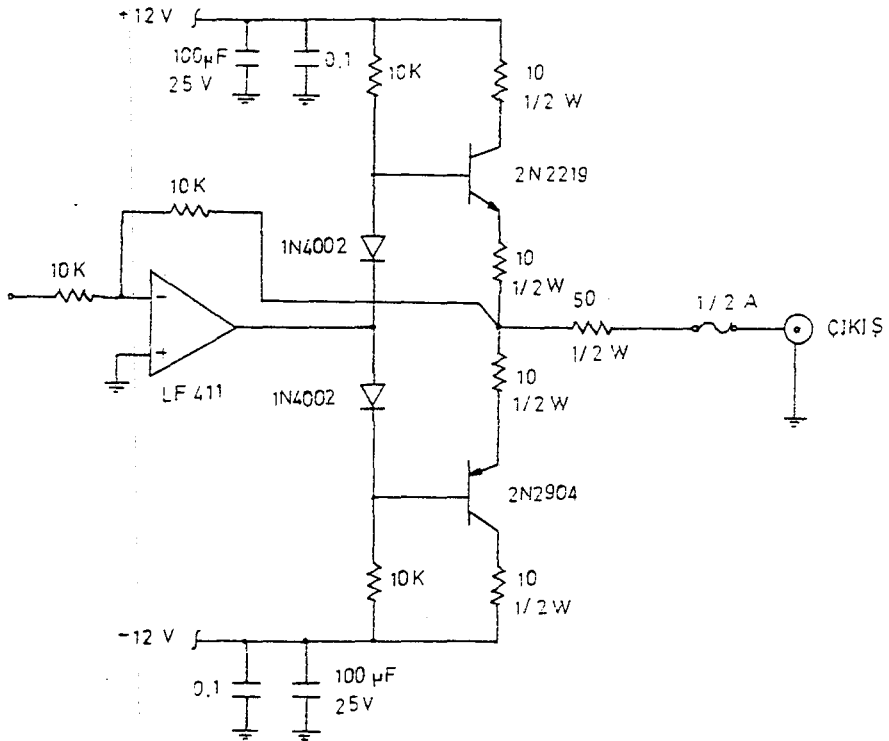 +12 V
100µF
25 V
0.1
10K
10
1/2 W
2N2219
10K
1N4002
10
1/2 W
10K
−
+
LF 411
50
1/2 W
1/2 A
ÇIKIŞ
1N4002
10
1/2 W
2N2904
10K
10
1/2 W
-12 V
0.1
100 µF
25V